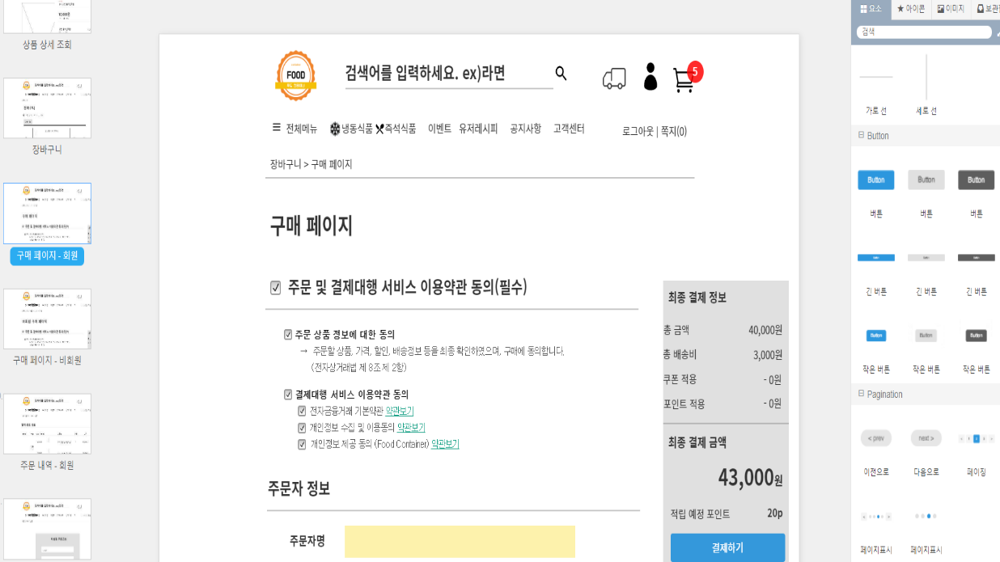 상품 상세 조회
장바구니
구매 페이지 - 회원
구매 페이지 - 비회원
주문 내역 - 회원
FOOD
검색어를 입력하세요. ex)라면
5
전체메뉴 냉동식품 즉석식품 이벤트 유저레시피 공지사항 고객센터
로그아웃 | 쪽지(0)
장바구니 > 구매 페이지
구매 페이지
주문 및 결제대행 서비스 이용약관 동의(필수)
주문 상품 정보에 대한 동의
→ 주문할 상품, 가격, 할인, 배송정보 등을 최종 확인하였으며, 구매에 동의합니다.
(전자상거래법 제 8조 제 2항)
결제대행 서비스 이용약관 동의
전자금융거래 기본약관 약관보기
개인정보 수집 및 이용동의 약관보기
개인정보 제공 동의 (Food Container) 약관보기
주문자 정보
주문자명
최종 결제 정보
총 금액 40,000원
총 배송비 3,000원
쿠폰 적용 - 0원
포인트 적용 - 0원
최종 결제 금액
43,000원
적립 예정 포인트 20p
결제하기
요소 아이콘 이미지 보관
검색
가로 선 세로 선
Button
Button Button Button
버튼 버튼 버튼
긴 버튼 긴 버튼 긴 버튼
Button Button Button
작은 버튼 작은 버튼 작은 버튼
Pagination
< prev next >
이전으로 다음으로 페이징
페이지표시 페이지표시